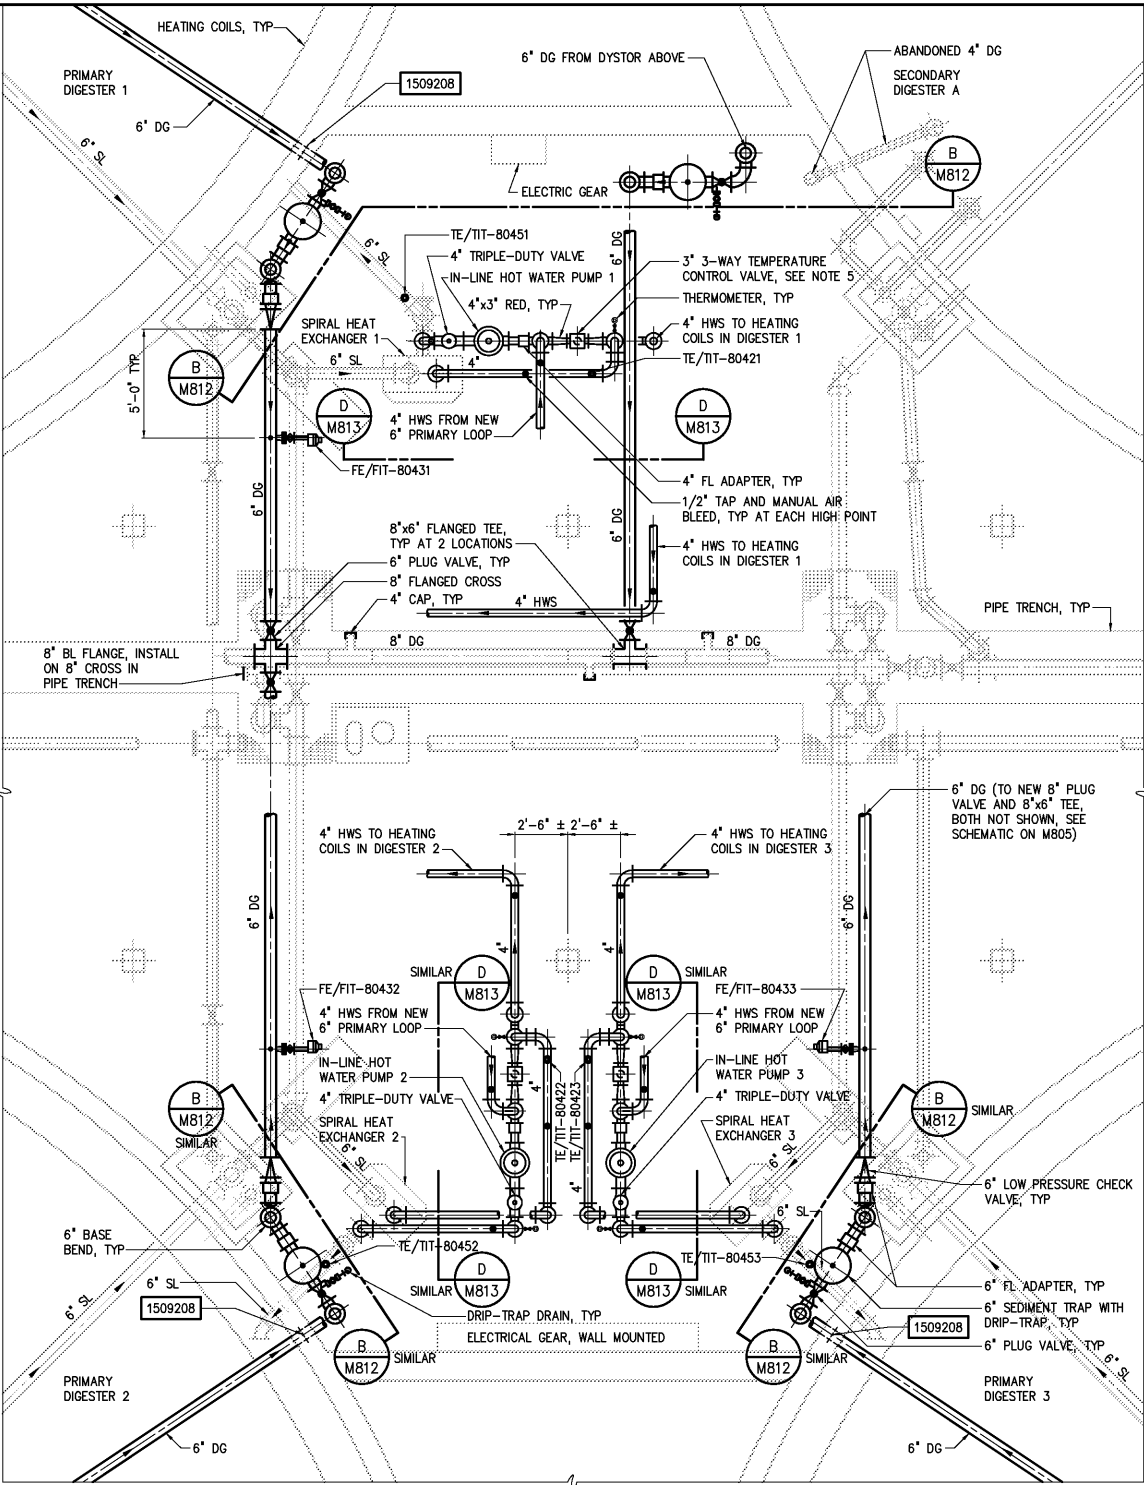 HEATING COILS, TYP
PRIMARY
DIGESTER 1
1509208
6" DG
6" SL
6" DG FROM DYSTOR ABOVE
ABANDONED 4" DG
SECONDARY
DIGESTER A
B
M812
ELECTRIC GEAR
6" SL
TE/TIT-80451
4" TRIPLE-DUTY VALVE
IN-LINE HOT WATER PUMP 1
4"x3" RED, TYP
6" DG
3" 3-WAY TEMPERATURE
CONTROL VALVE, SEE NOTE 5
THERMOMETER, TYP
4" HWS TO HEATING
COILS IN DIGESTER 1
TE/TIT-80421
SPIRAL HEAT
EXCHANGER 1
6" SL
4"
5'-0" TYP
B
M812
D
M813
4" HWS FROM NEW
6" PRIMARY LOOP
D
M813
FE/FIT-80431
4" FL ADAPTER, TYP
1/2" TAP AND MANUAL AIR
BLEED, TYP AT EACH HIGH POINT
6" DG
6" DG
8"x6" FLANGED TEE,
TYP AT 2 LOCATIONS
6" PLUG VALVE, TYP
8" FLANGED CROSS
4" CAP, TYP
4" HWS
4" HWS TO HEATING
COILS IN DIGESTER 1
PIPE TRENCH, TYP
8" DG
8" DG
8" BL FLANGE, INSTALL
ON 8" CROSS IN
PIPE TRENCH
6" DG (TO NEW 8" PLUG
VALVE AND 8"x6" TEE,
BOTH NOT SHOWN, SEE
SCHEMATIC ON M805)
2'-6" ±
2'-6" ±
4" HWS TO HEATING
COILS IN DIGESTER 2
4" HWS TO HEATING
COILS IN DIGESTER 3
6" DG
6" DG
4"
4"
SIMILAR
D
M813
D
M813
SIMILAR
FE/FIT-80432
FE/FIT-80433
4" HWS FROM NEW
6" PRIMARY LOOP
4" HWS FROM NEW
6" PRIMARY LOOP
IN-LINE HOT
WATER PUMP 2
IN-LINE HOT
WATER PUMP 3
4" TRIPLE-DUTY VALVE
4" TRIPLE-DUTY VALVE
4"
TE/TIT-80422
TE/TIT-80423
4"
B
M812
SIMILAR
B
M812
SIMILAR
SPIRAL HEAT
EXCHANGER 2
SPIRAL HEAT
EXCHANGER 3
6" SL
6" SL
6" SL
6" LOW PRESSURE CHECK
VALVE, TYP
6" BASE
BEND, TYP
TE/TIT-80452
TE/TIT-80453
6" SL
6" SL
1509208
SIMILAR
D
M813
D
M813
SIMILAR
6" FL ADAPTER, TYP
6" SEDIMENT TRAP WITH
DRIP-TRAP, TYP
6" PLUG VALVE, TYP
1509208
DRIP-TRAP DRAIN, TYP
ELECTRICAL GEAR, WALL MOUNTED
B
M812
SIMILAR
B
M812
SIMILAR
6" SL
PRIMARY
DIGESTER 2
PRIMARY
DIGESTER 3
6" DG
6" DG